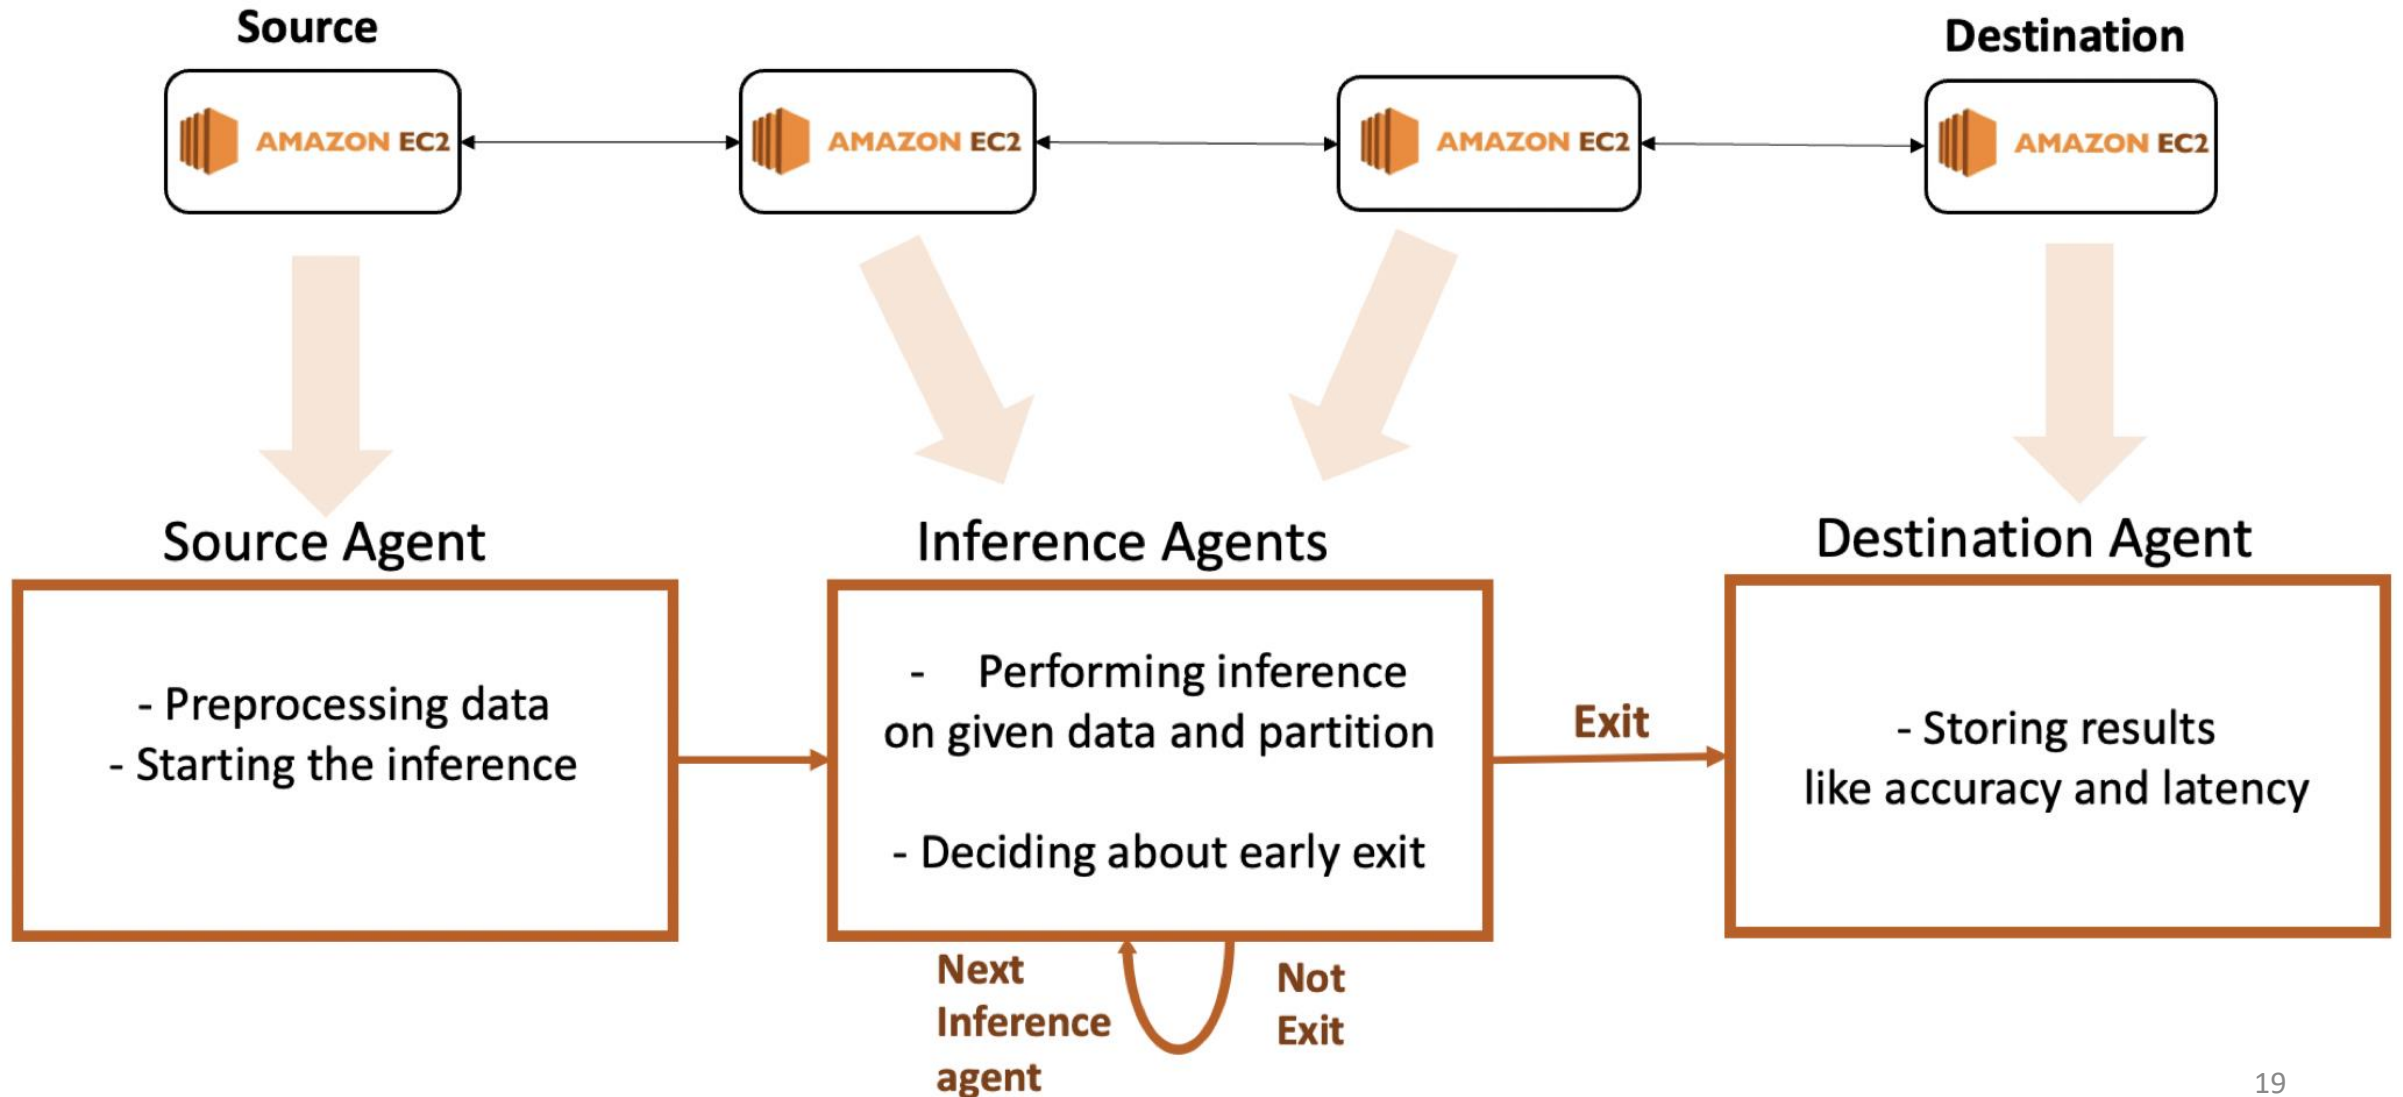 Source
Destination
AMAZON EC2
AMAZON EC2
AMAZON EC2
AMAZON EC2
Source Agent
Inference Agents
Destination Agent
- Preprocessing data
- Starting the inference
- Performing inference
on given data and partition
- Deciding about early exit
Exit
- Storing results
like accuracy and latency
Next
Inference
agent
Not
Exit
19